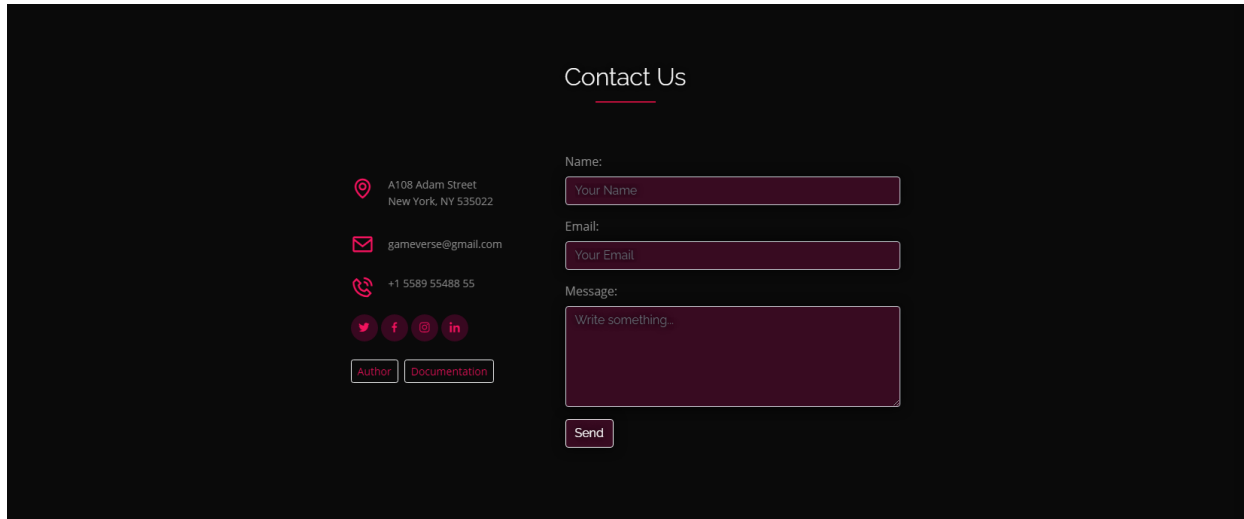 Contact Us
A108 Adam Street
New York, NY 535022
gameverse@gmail.com
+1 5589 55488 55
Author Documentation
Name:
Your Name
Email:
Your Email
Message:
Write something...
Send